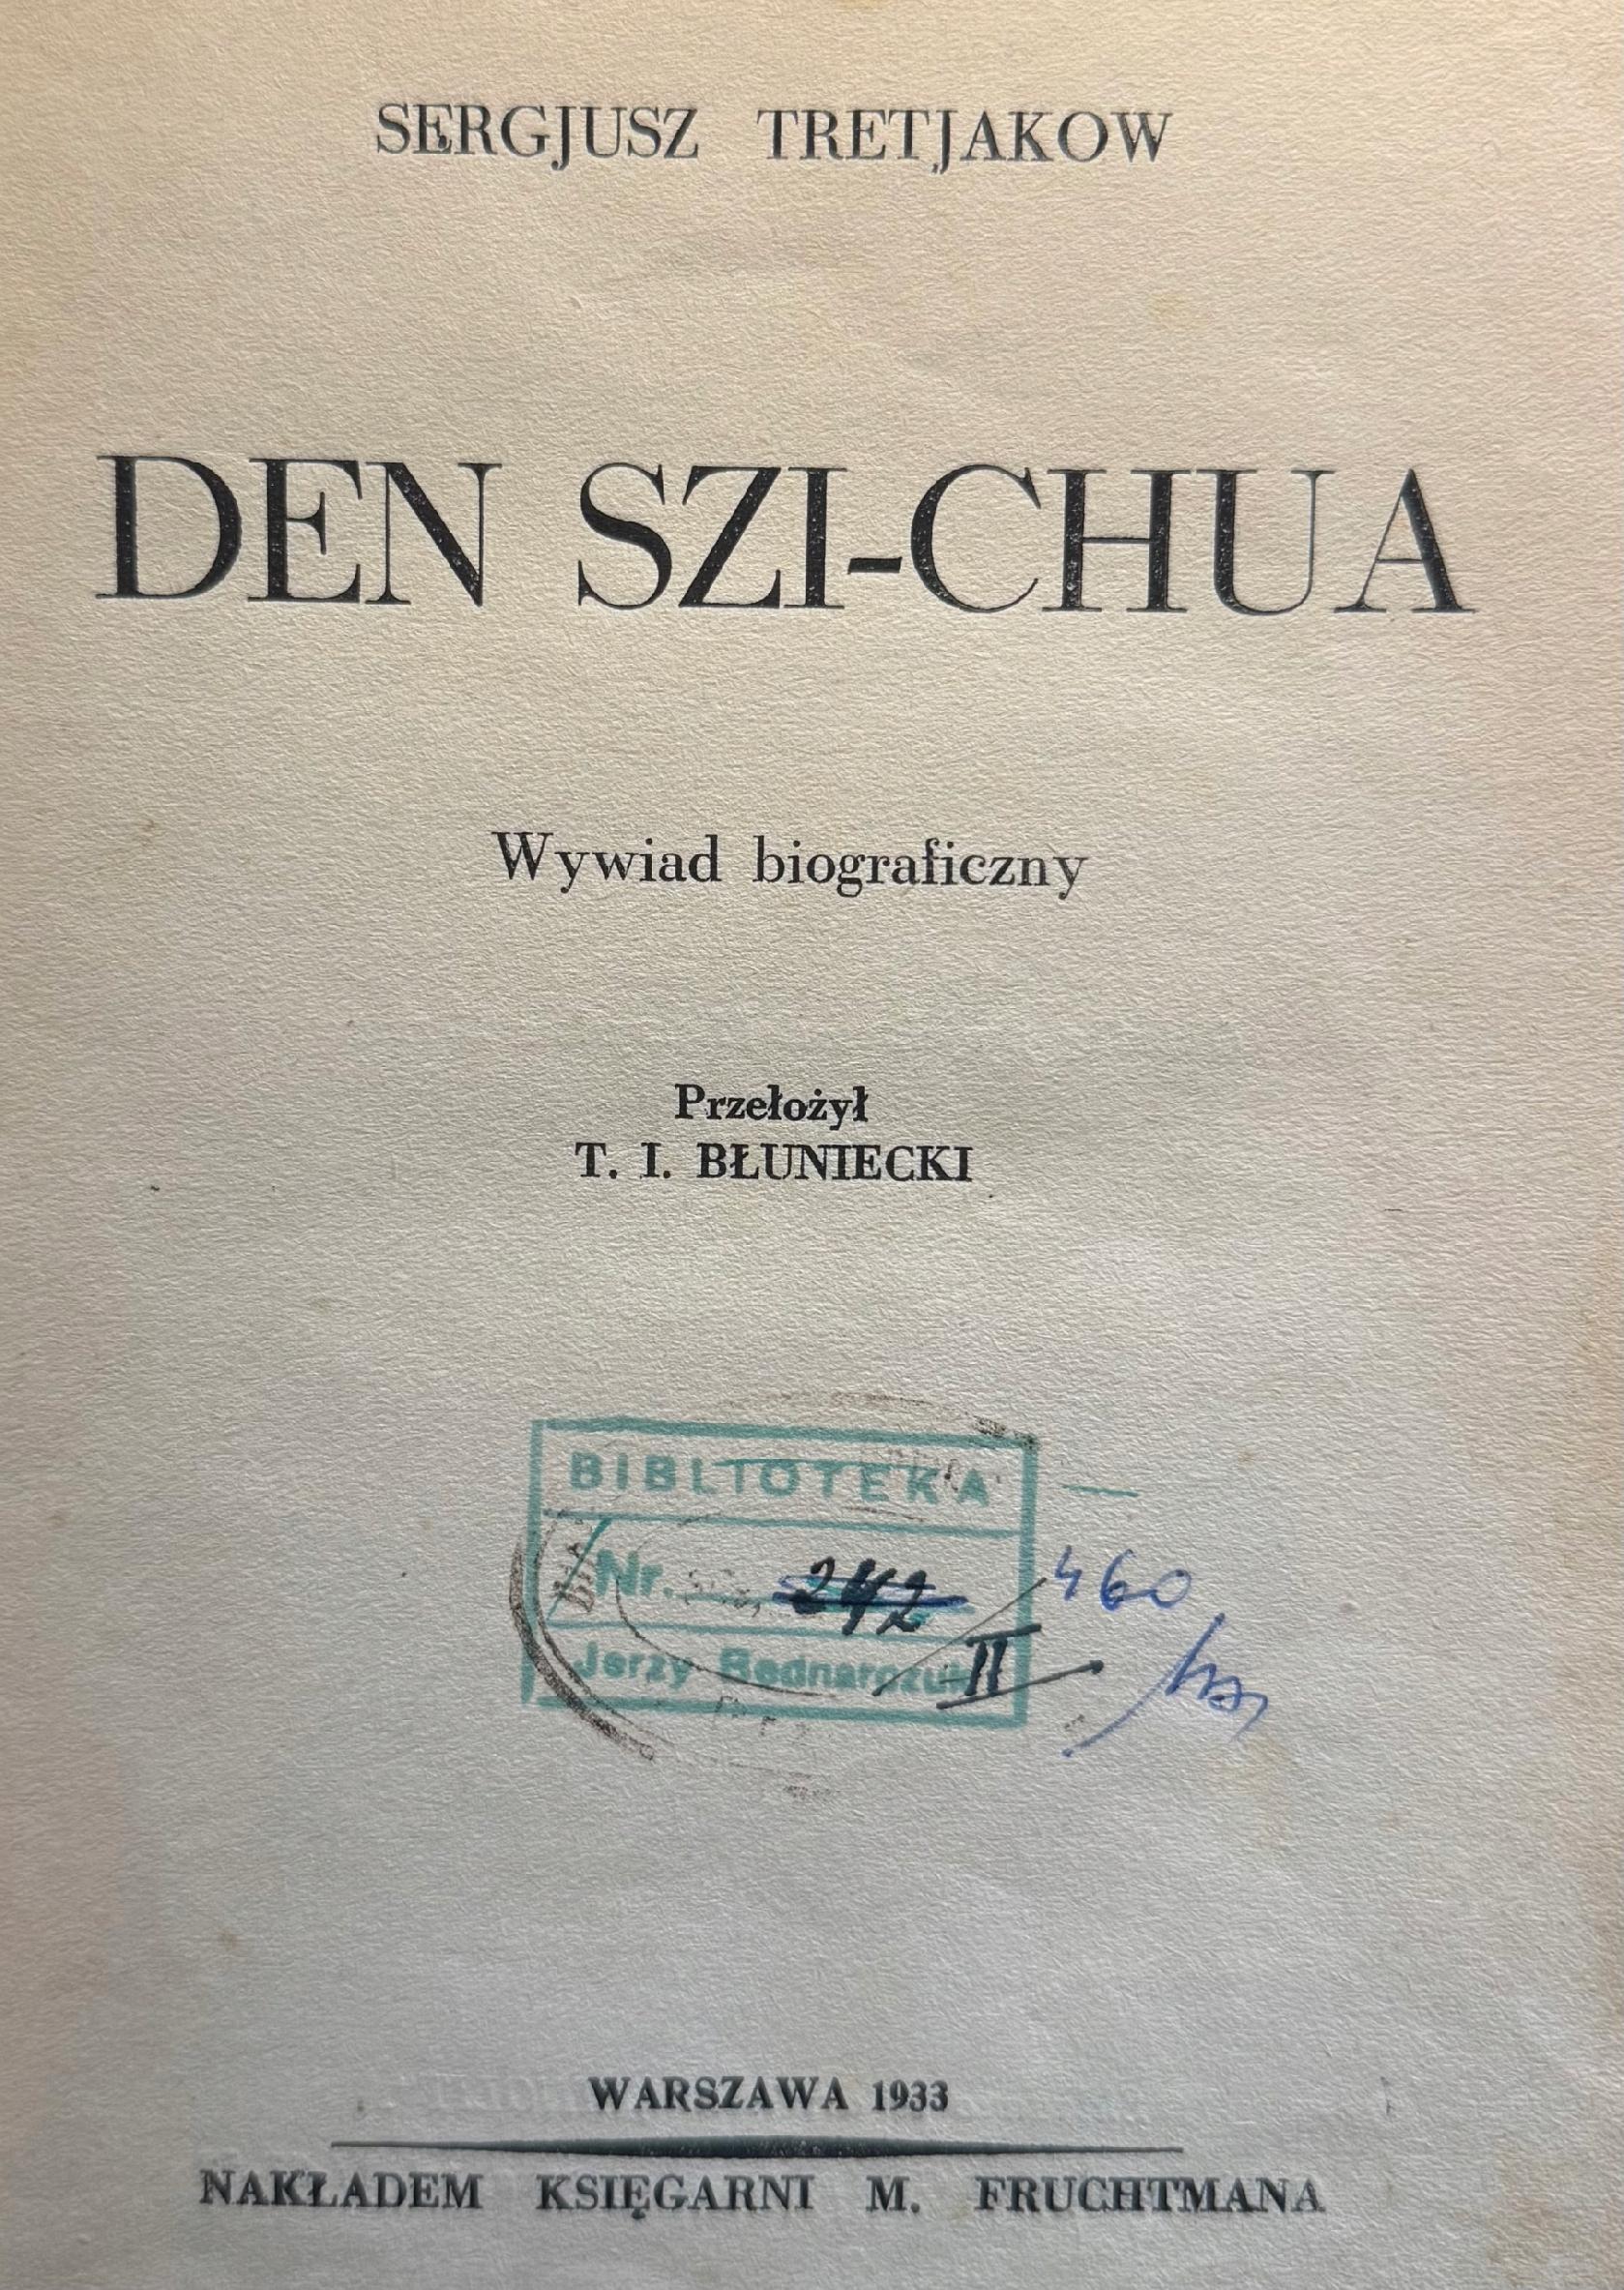 SERGJUSZ TRETJAKOW
DEN SZI-CHUA
Wywiad biograficzny
Przełożył
T. I. BŁUNIECKI
BIBLIOTEKA
Nr. 242 460
Jerzy Bednarczuk II
WARSZAWA 1933
NAKŁADEM KSIĘGARNI M. FRUCHTMANA